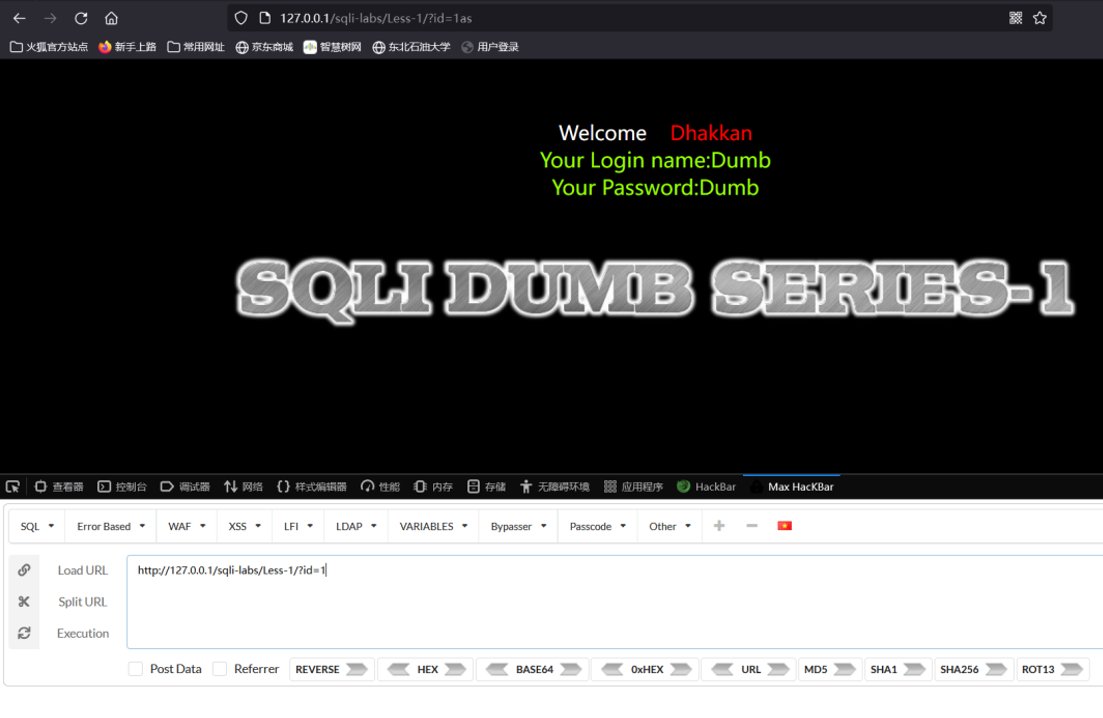 127.0.0.1/sqli-labs/Less-1/?id=1as
火狐官方站点 新手上路 常用网址 京东商城 智慧树网 东北石油大学 用户登录
Welcome Dhakkan
Your Login name:Dumb
Your Password:Dumb
SQLI DUMB SERIES-1
查看器 控制台 调试器 网络 样式编辑器 性能 内存 存储 无障碍环境 应用程序 HackBar Max HacKBar
SQL Error Based WAF XSS LFI LDAP VARIABLES Bypasser Passcode Other
Load URL http://127.0.0.1/sqli-labs/Less-1/?id=1
Split URL
Execution
Post Data Referrer REVERSE HEX BASE64 0xHEX URL MD5 SHA1 SHA256 ROT13